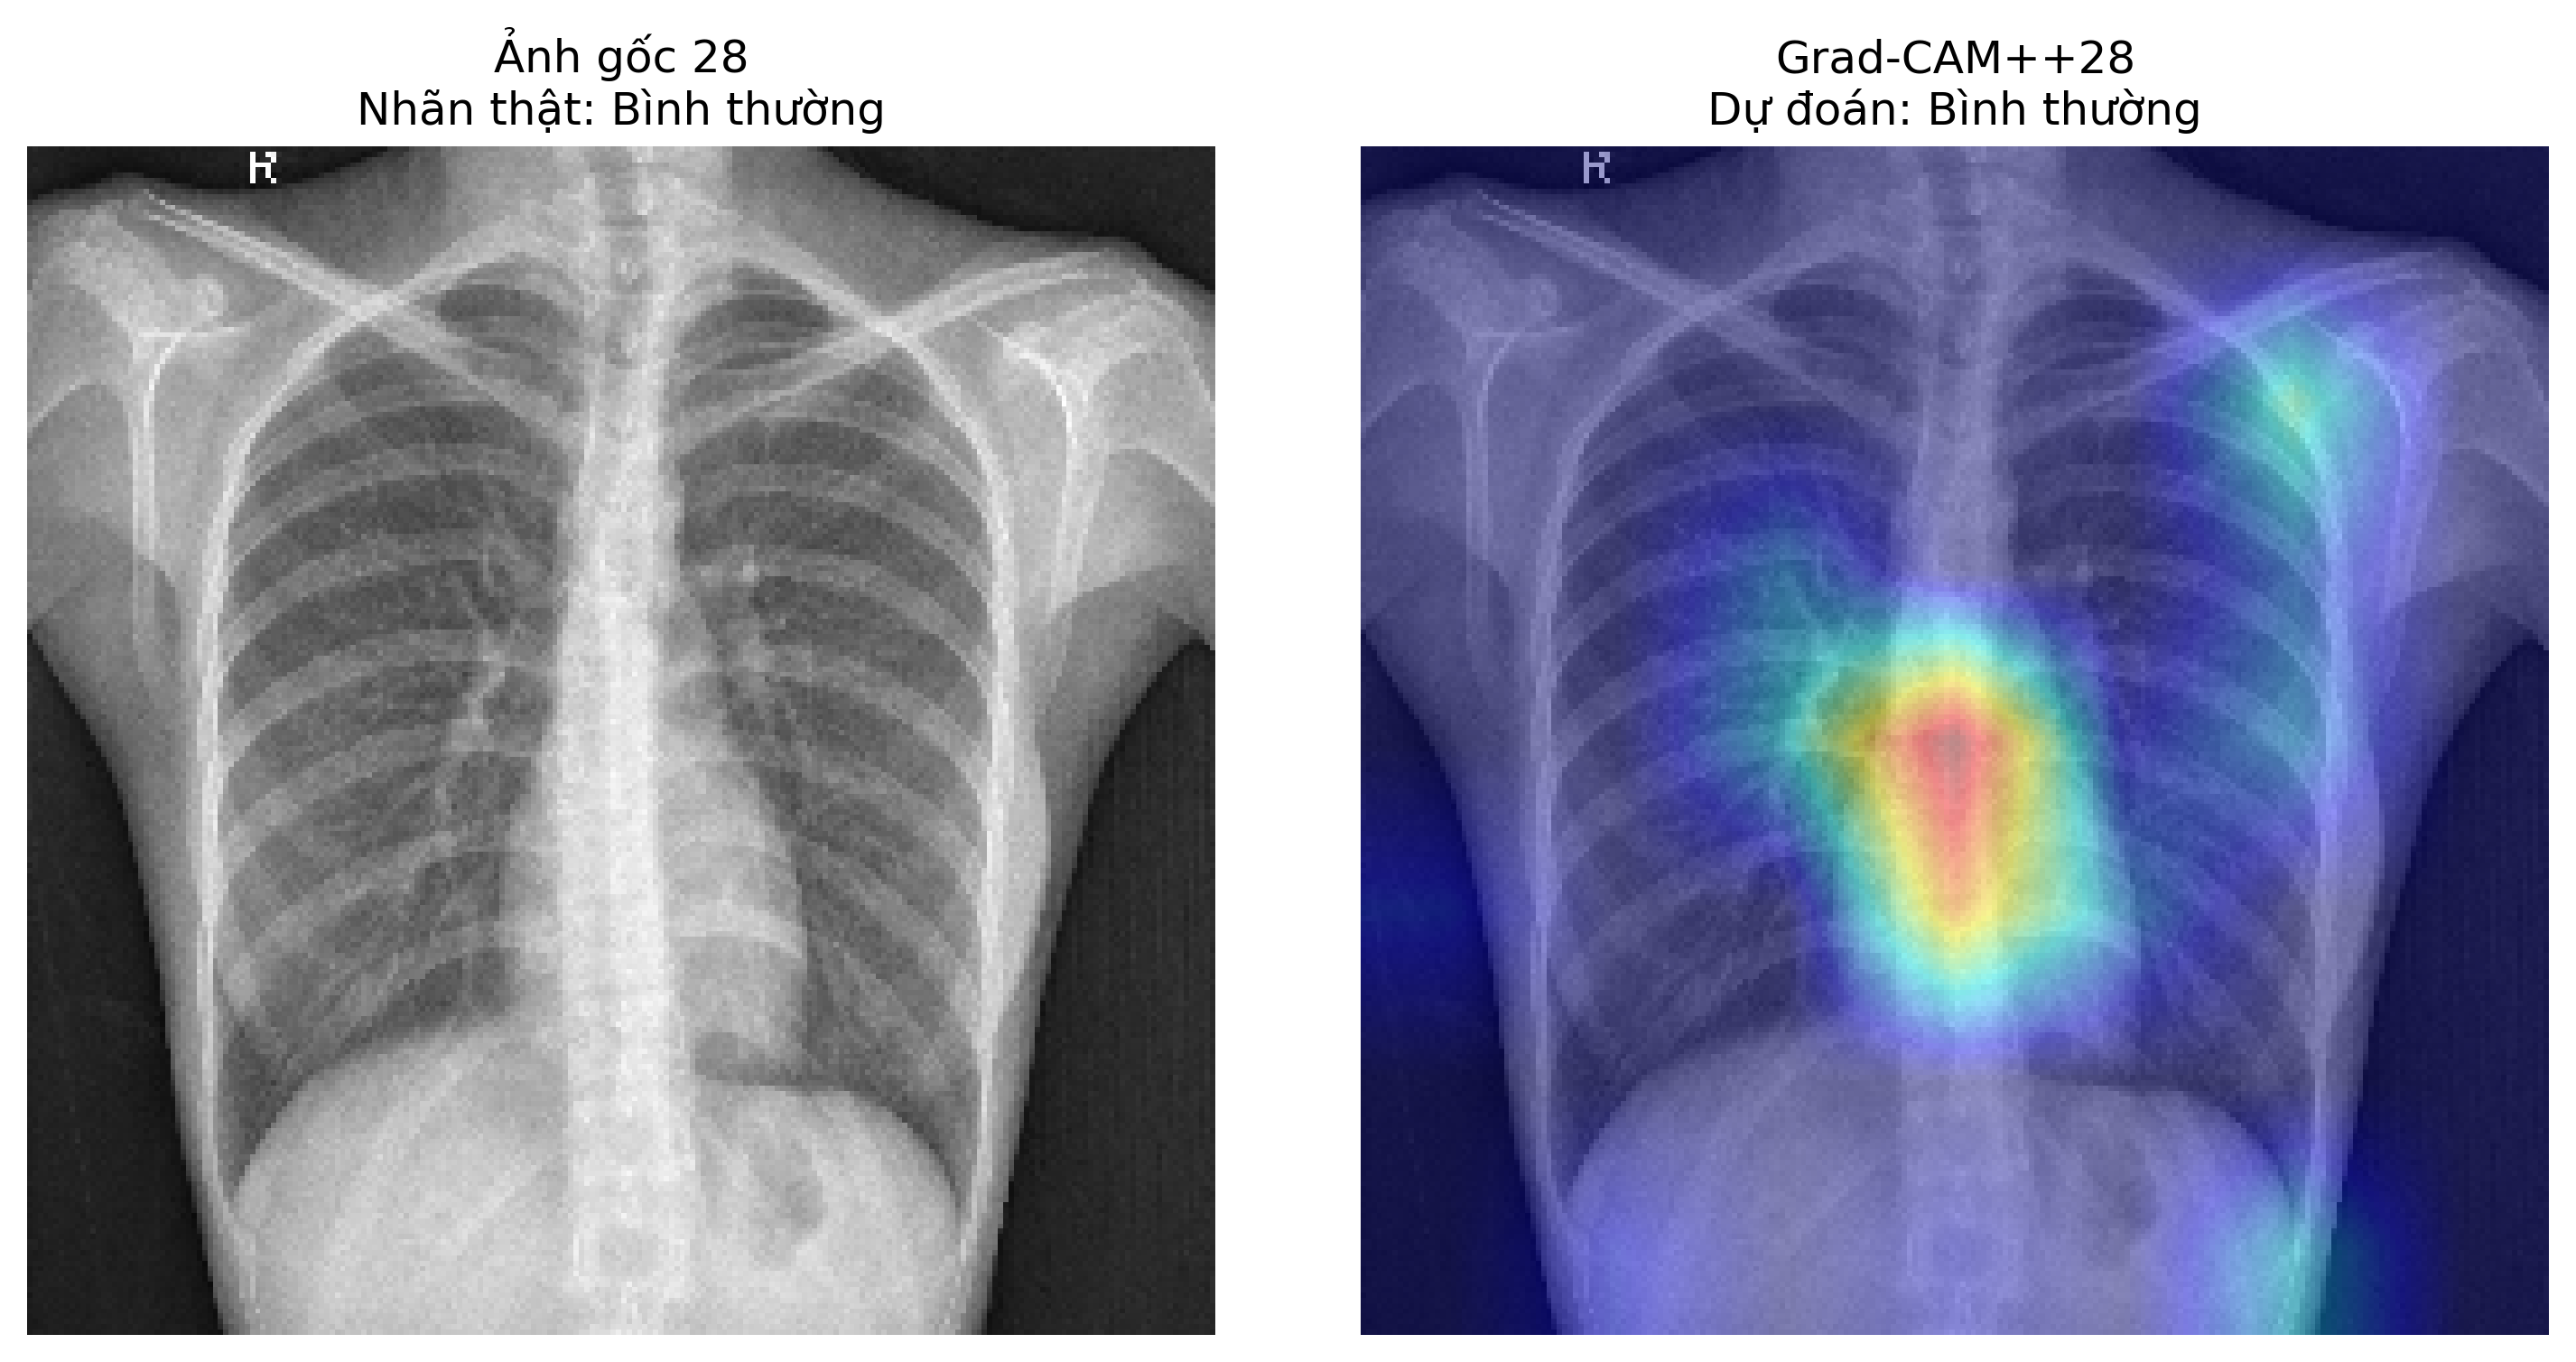 Ảnh gốc 28
Nhãn thật: Bình thường
Grad-CAM++28
Dự đoán: Bình thường
R
R